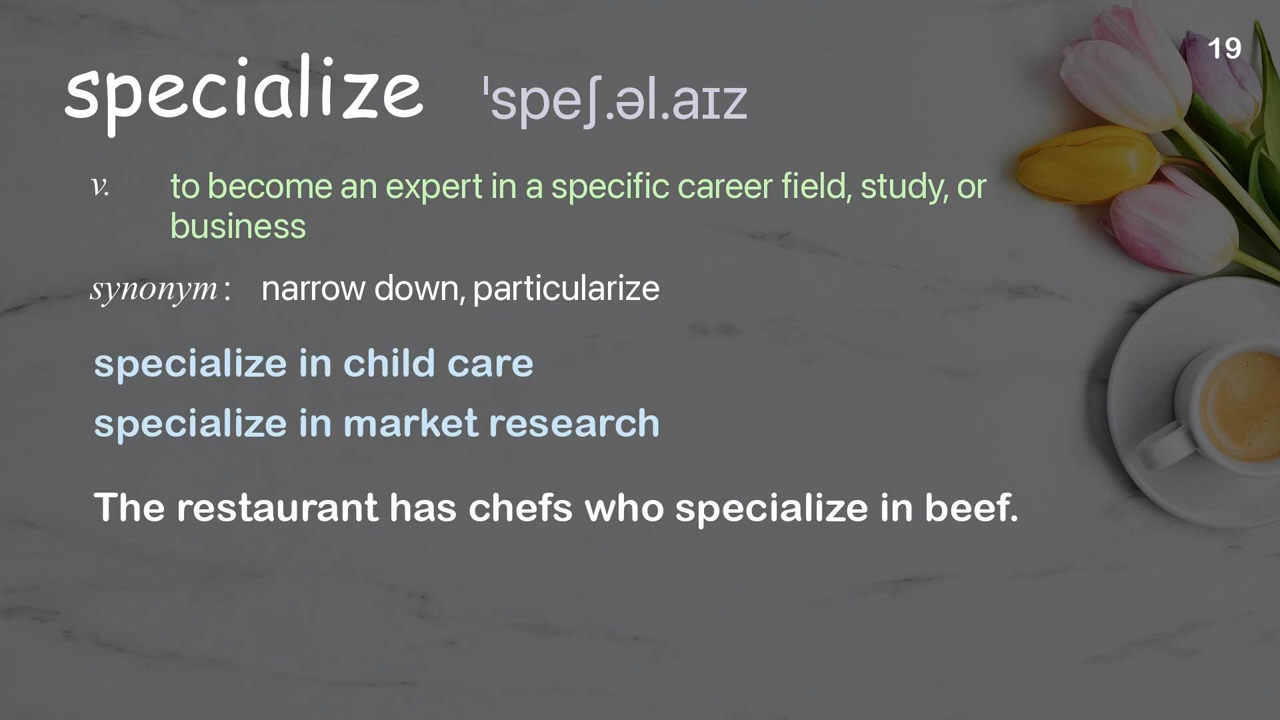 19
specialize ˈspeʃ.əl.aɪz
v. to become an expert in a specific career field, study, or
business
synonym : narrow down, particularize
specialize in child care
specialize in market research
The restaurant has chefs who specialize in beef.